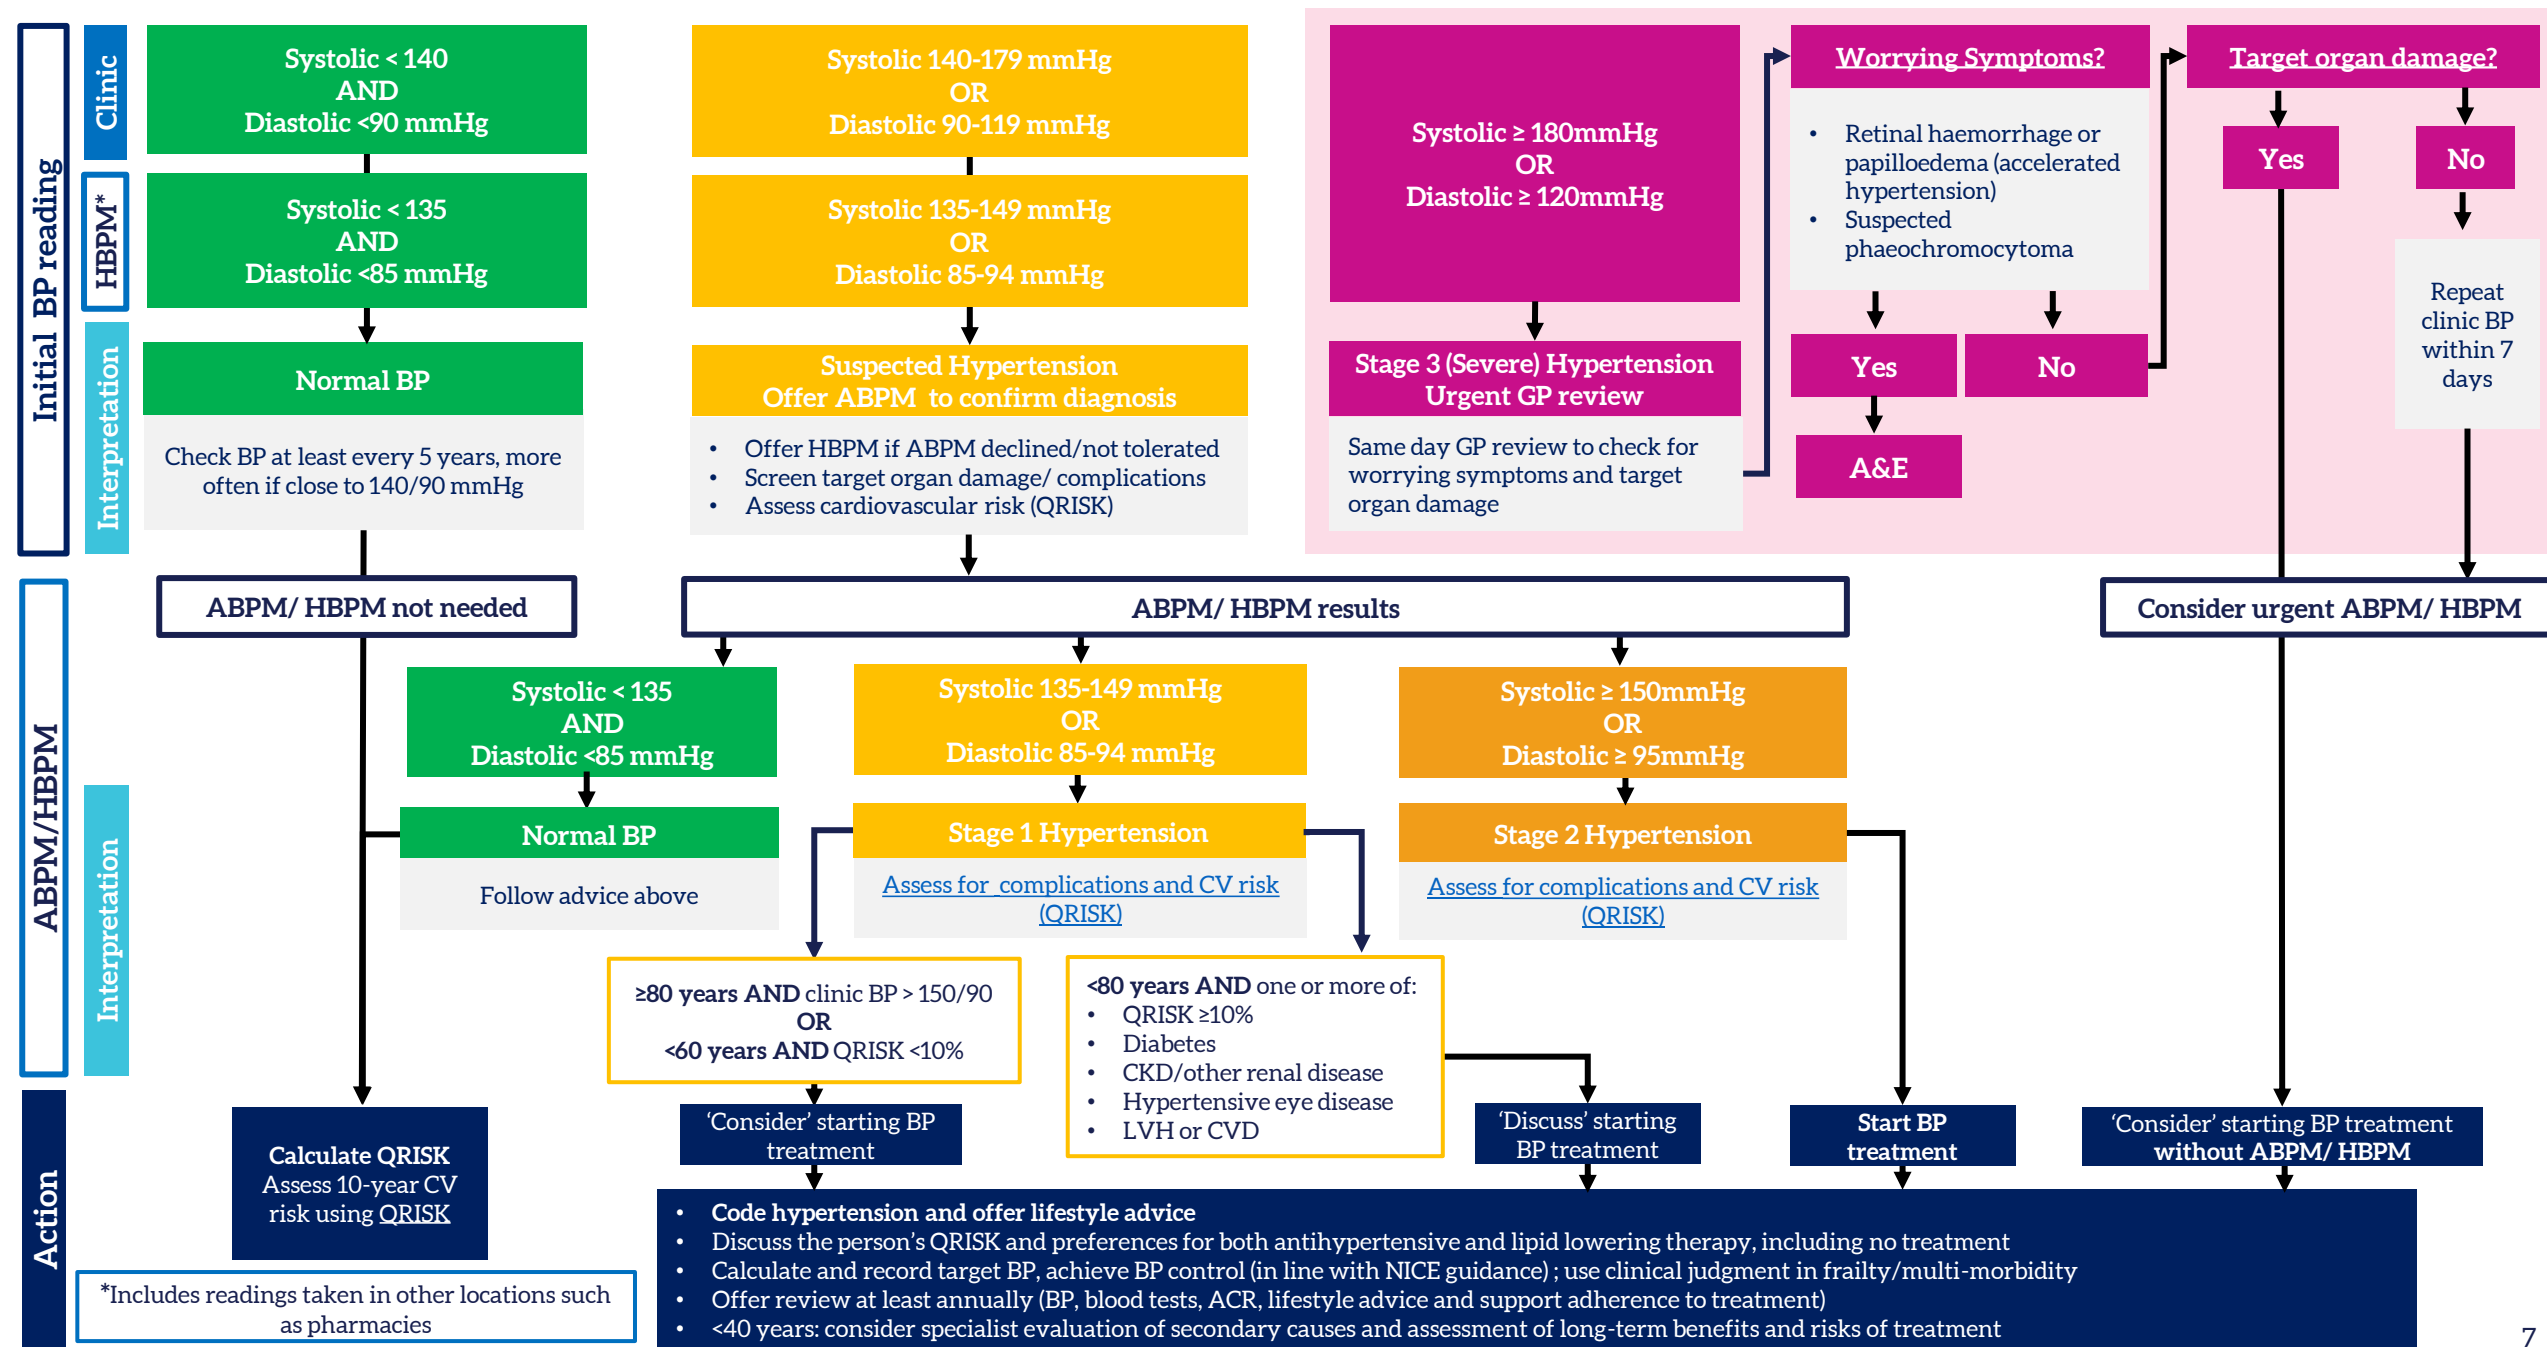 Initial BP reading
Clinic
HBPM*
Interpretation
Systolic < 140
AND
Diastolic <90 mmHg
Systolic < 135
AND
Diastolic <85 mmHg
Normal BP
Check BP at least every 5 years, more
often if close to 140/90 mmHg
Systolic 140-179 mmHg
OR
Diastolic 90-119 mmHg
Systolic 135-149 mmHg
OR
Diastolic 85-94 mmHg
Suspected Hypertension
Offer ABPM to confirm diagnosis
• Offer HBPM if ABPM declined/not tolerated
• Screen target organ damage/ complications
• Assess cardiovascular risk (QRISK)
Systolic ≥ 180mmHg
OR
Diastolic ≥ 120mmHg
Stage 3 (Severe) Hypertension
Urgent GP review
Same day GP review to check for
worrying symptoms and target
organ damage
Worrying Symptoms?
• Retinal haemorrhage or
papilloedema (accelerated
hypertension)
• Suspected
phaeochromocytoma
Yes
No
A&E
Target organ damage?
Yes
No
Repeat
clinic BP
within 7
days
ABPM/HBPM
Interpretation
ABPM/ HBPM not needed
ABPM/ HBPM results
Consider urgent ABPM/ HBPM
Systolic < 135
AND
Diastolic <85 mmHg
Normal BP
Follow advice above
Systolic 135-149 mmHg
OR
Diastolic 85-94 mmHg
Stage 1 Hypertension
Assess for complications and CV risk
(QRISK)
Systolic ≥ 150mmHg
OR
Diastolic ≥ 95mmHg
Stage 2 Hypertension
Assess for complications and CV risk
(QRISK)
≥80 years AND clinic BP > 150/90
OR
<60 years AND QRISK <10%
<80 years AND one or more of:
• QRISK ≥10%
• Diabetes
• CKD/other renal disease
• Hypertensive eye disease
• LVH or CVD
Action
Calculate QRISK
Assess 10-year CV
risk using QRISK
‘Consider’ starting BP
treatment
‘Discuss’ starting
BP treatment
Start BP
treatment
‘Consider’ starting BP treatment
without ABPM/ HBPM
• Code hypertension and offer lifestyle advice
• Discuss the person’s QRISK and preferences for both antihypertensive and lipid lowering therapy, including no treatment
• Calculate and record target BP, achieve BP control (in line with NICE guidance) ; use clinical judgment in frailty/multi-morbidity
• Offer review at least annually (BP, blood tests, ACR, lifestyle advice and support adherence to treatment)
• <40 years: consider specialist evaluation of secondary causes and assessment of long-term benefits and risks of treatment
*Includes readings taken in other locations such
as pharmacies
7